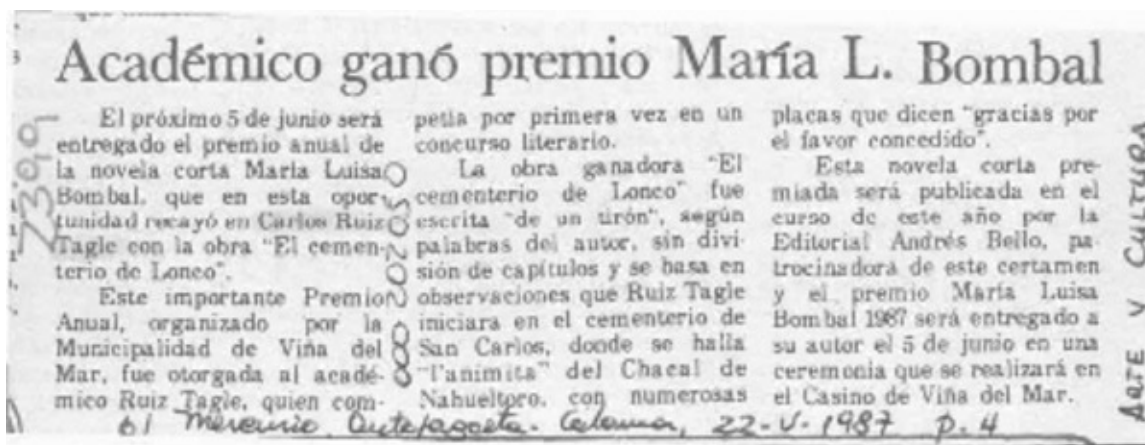 Académico ganó premio María L. Bombal
El próximo 5 de junio será
entregado el premio anual de
la novela corta María Luisa
Bombal, que en esta opor-
tunidad recayó en Carlos Ruiz
Tagle con la obra "El cemen-
terio de Lonco".
Este importante Premio
Anual, organizado por la
Municipalidad de Viña del
Mar, fue otorgada al acadé-
mico Ruiz Tagle, quien com-
petía por primera vez en un
concurso literario.
La obra ganadora "El
cementerio de Lonco" fue
escrita "de un tirón", según
palabras del autor, sin divi-
sión de capítulos y se basa en
observaciones que Ruiz Tagle
iniciara en el cementerio de
San Carlos, donde se halla
"l'animita" del Chacal de
Nahueltoro, con numerosas
placas que dicen "gracias por
el favor concedido".
Esta novela corta pre-
miada será publicada en el
curso de este año por la
Editorial Andrés Bello, pa-
trocinadora de este certamen
y el premio María Luisa
Bombal 1987 será entregado a
su autor el 5 de junio en una
ceremonia que se realizará en
el Casino de Viña del Mar.
ARTE Y CULTURA
El Mercurio. Antofagasta-Calama, 22-V-1987 p. 4